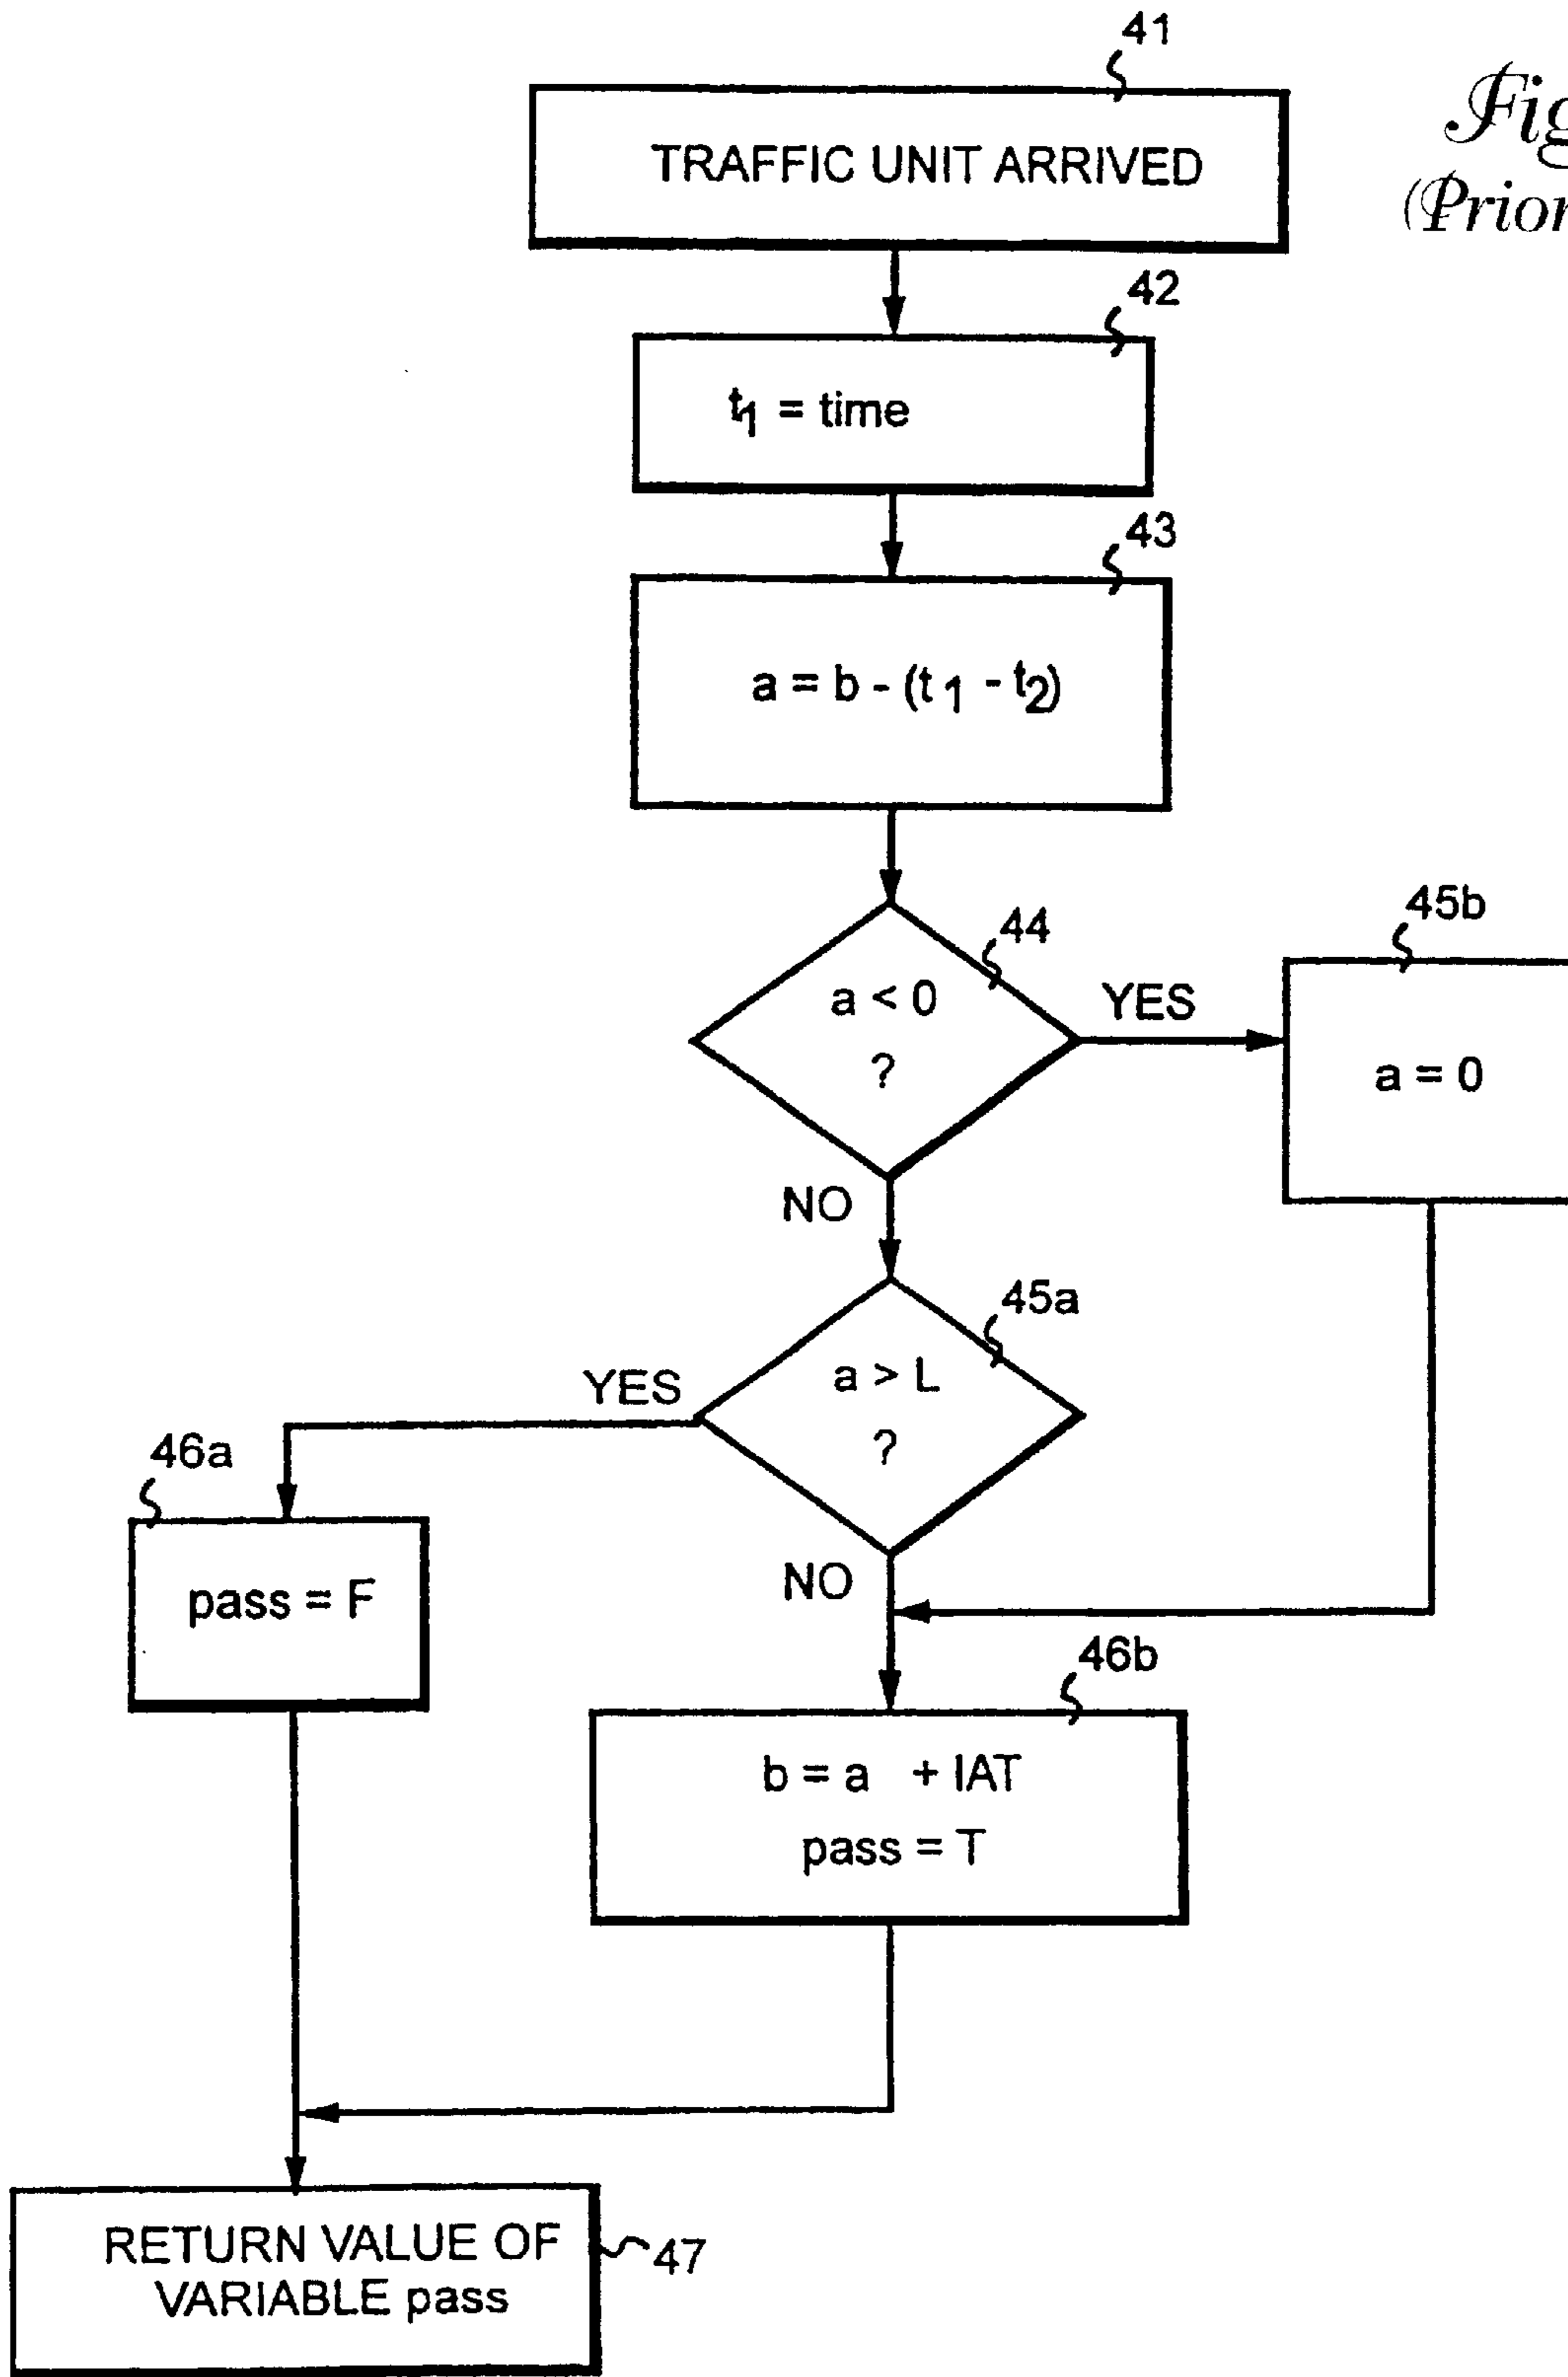 41
TRAFFIC UNIT ARRIVED
(Prior
42
t1 = time
43
a = b - (t1 - t2)
44
a < 0
?
YES
45b
a = 0
NO
45a
a > L
?
YES
46a
pass = F
NO
46b
b = a + IAT
pass = T
RETURN VALUE OF
VARIABLE pass
47